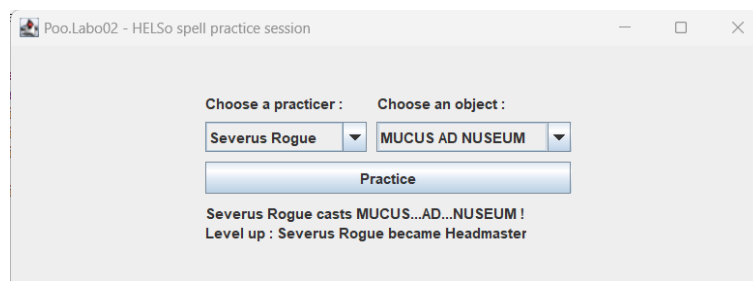 Poo.Labo02 - HELSo spell practice session
Choose a practicer : Choose an object :
Severus Rogue MUCUS AD NUSEUM
Practice
Severus Rogue casts MUCUS...AD...NUSEUM !
Level up : Severus Rogue became Headmaster